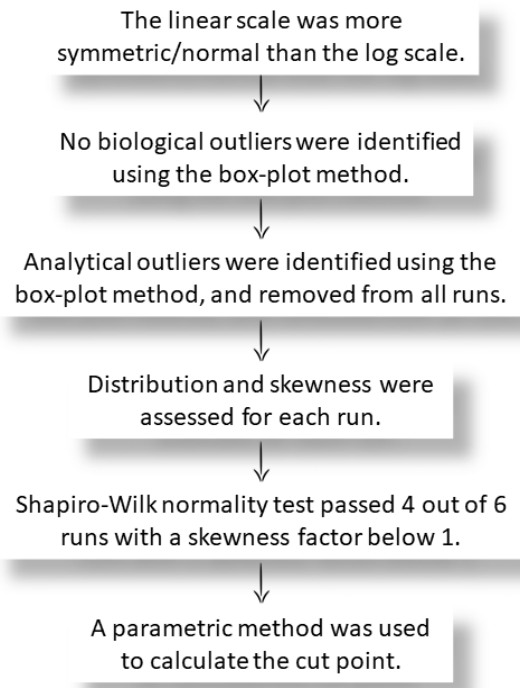 The linear scale was more
symmetric/normal than the log scale.
No biological outliers were identified
using the box-plot method.
Analytical outliers were identified using the
box-plot method, and removed from all runs.
Distribution and skewness were
assessed for each run.
Shapiro-Wilk normality test passed 4 out of 6
runs with a skewness factor below 1.
A parametric method was used
to calculate the cut point.